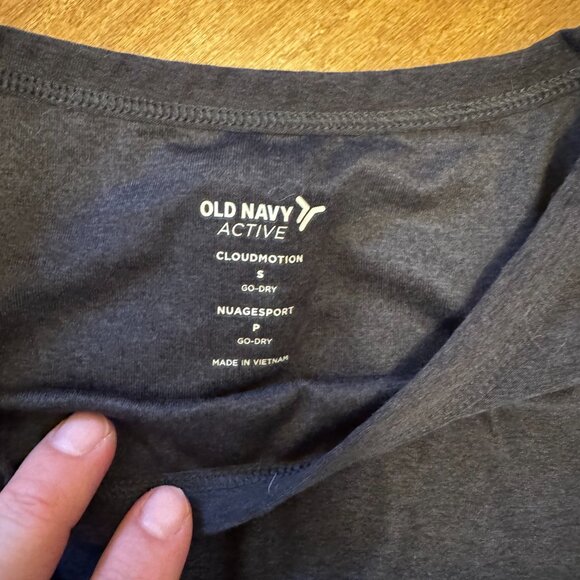 OLD NAVY
ACTIVE
CLOUDMOTION
S
GO-DRY
NUAGESPORT
P
GO-DRY
MADE IN VIETNAM